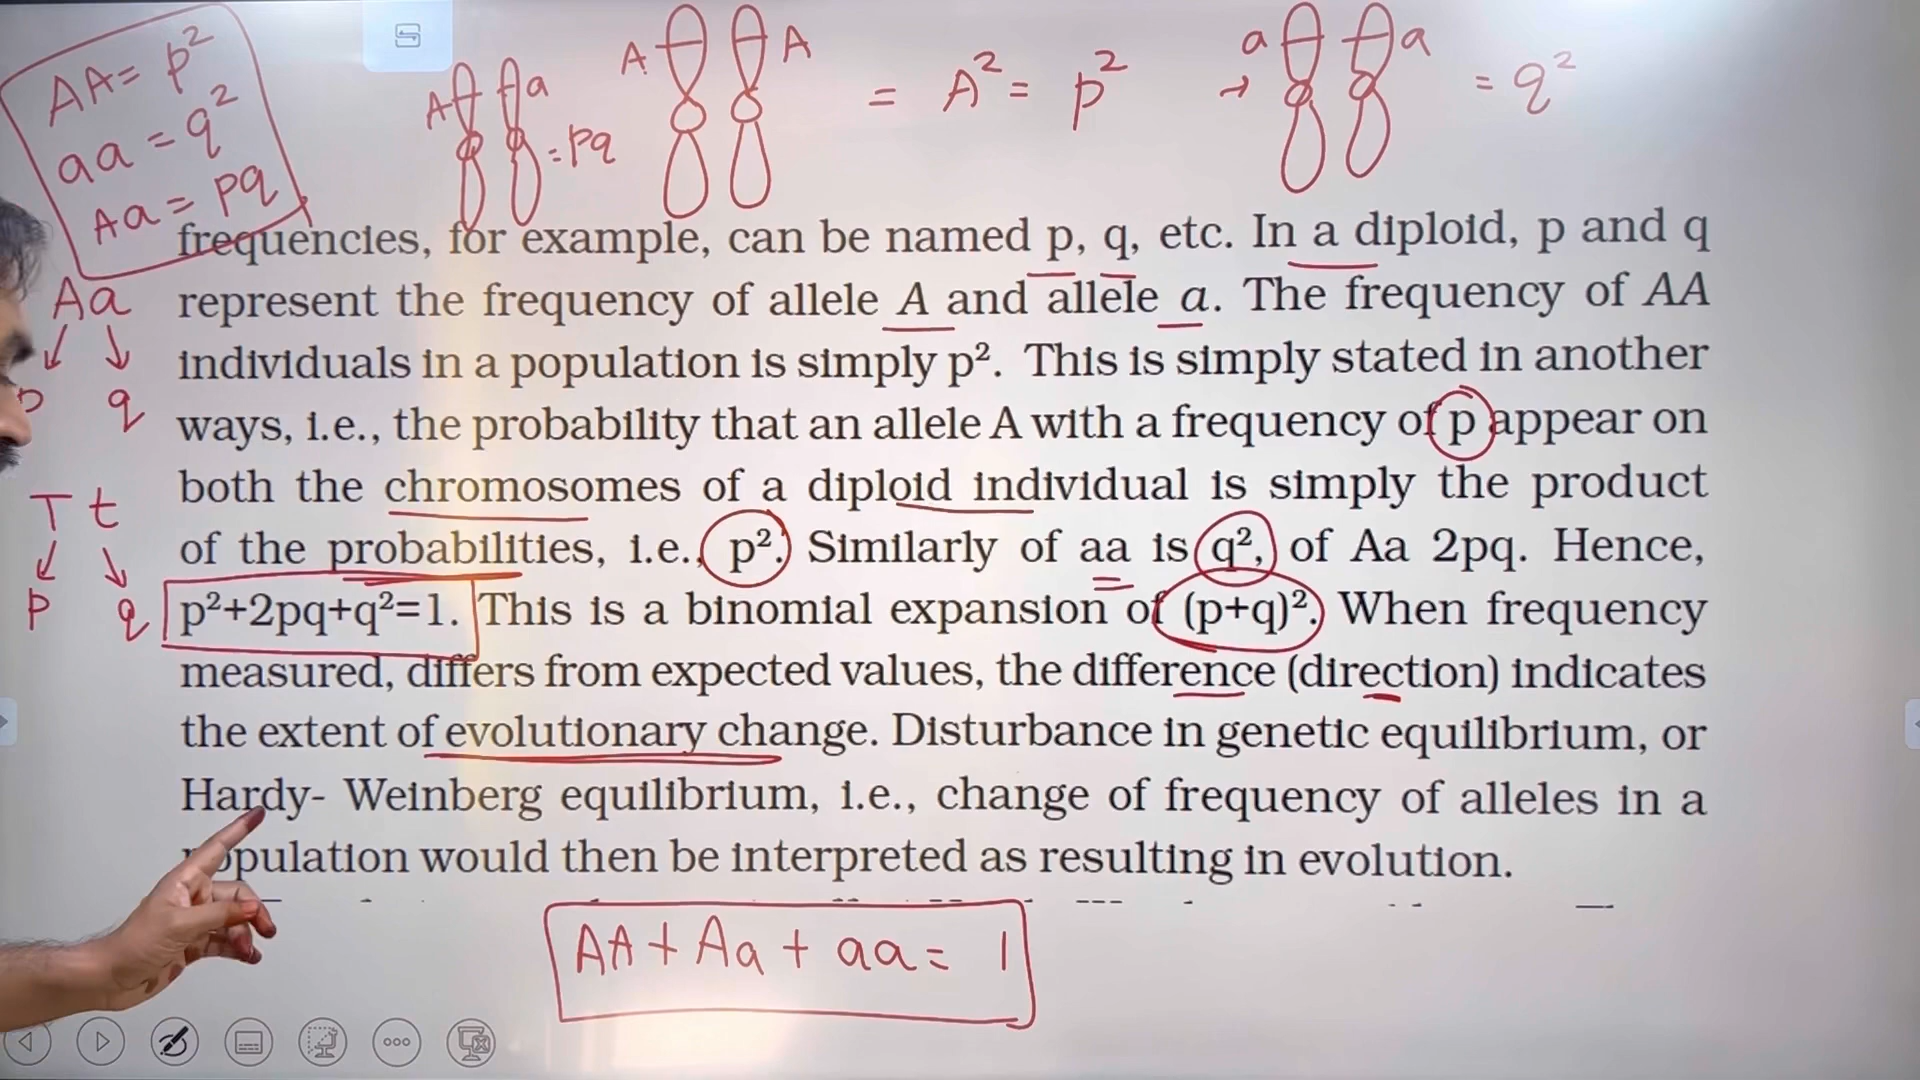 AA = p²
aa = q²
Aa = pq
A a = pq
A A = A² = p²
→ a a = q²
frequencies, for example, can be named p, q, etc. In a diploid, p and q
Aa
represent the frequency of allele A and allele a. The frequency of AA
individuals in a population is simply p². This is simply stated in another
p q
ways, i.e., the probability that an allele A with a frequency of p appear on
both the chromosomes of a diploid individual is simply the product
T t
of the probabilities, i.e., p². Similarly of aa is q², of Aa 2pq. Hence,
p q
p²+2pq+q²=1. This is a binomial expansion of (p+q)². When frequency
measured, differs from expected values, the difference (direction) indicates
the extent of evolutionary change. Disturbance in genetic equilibrium, or
Hardy- Weinberg equilibrium, i.e., change of frequency of alleles in a
population would then be interpreted as resulting in evolution.
AA + Aa + aa = 1